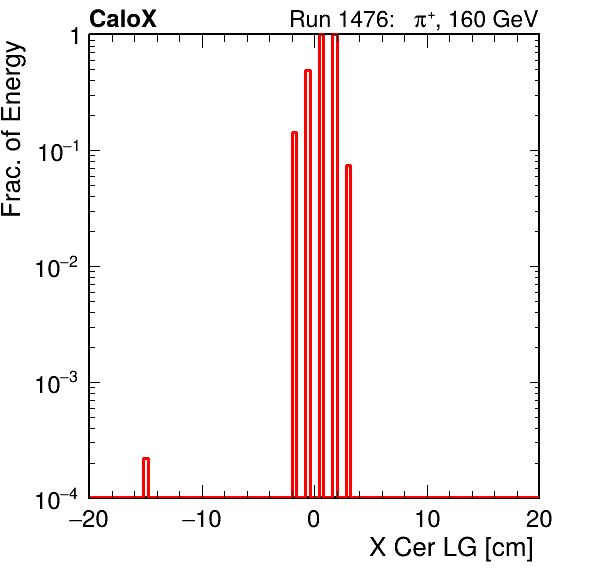 CaloX Run 1476: π⁺, 160 GeV
Frac. of Energy
1
10⁻¹
10⁻²
10⁻³
10⁻⁴
−20 −10 0 10 20
X Cer LG [cm]